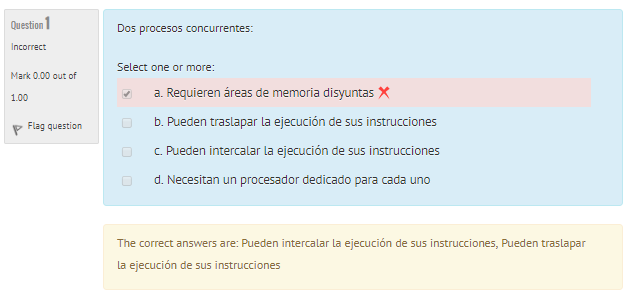 Question 1
Incorrect
Mark 0.00 out of
1.00
Flag question
Dos procesos concurrentes:
Select one or more:
a. Requieren áreas de memoria disyuntas
b. Pueden traslapar la ejecución de sus instrucciones
c. Pueden intercalar la ejecución de sus instrucciones
d. Necesitan un procesador dedicado para cada uno
The correct answers are: Pueden intercalar la ejecución de sus instrucciones, Pueden traslapar
la ejecución de sus instrucciones